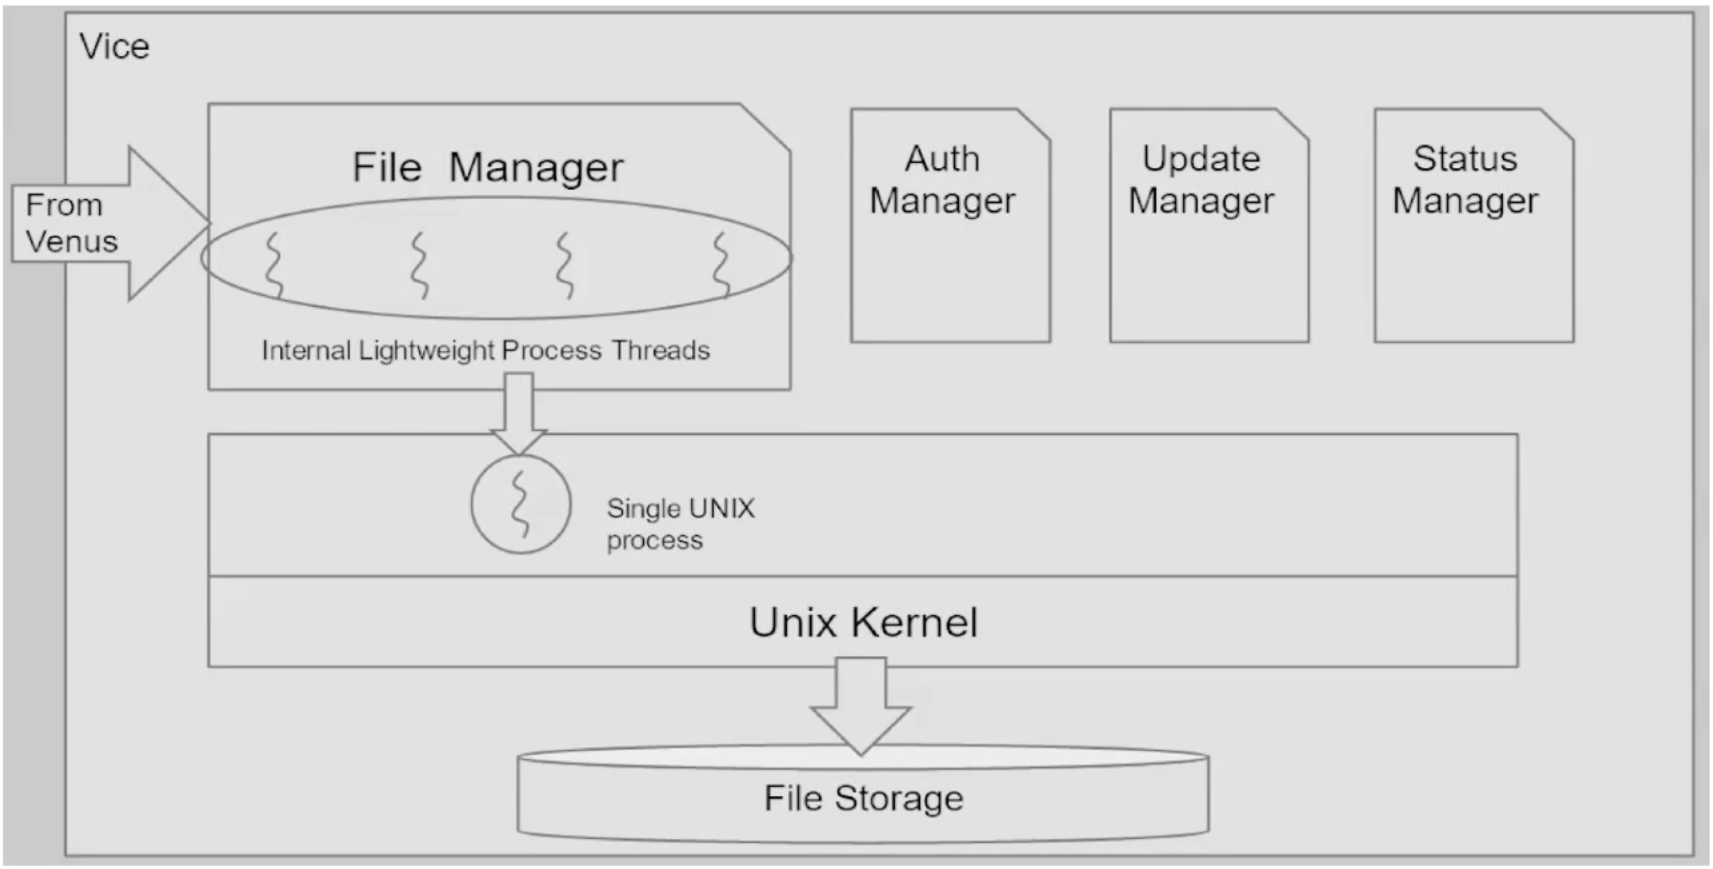 Vice
File Manager
Auth
Manager
Update
Manager
Status
Manager
From
Venus
Internal Lightweight Process Threads
Single UNIX
process
Unix Kernel
File Storage